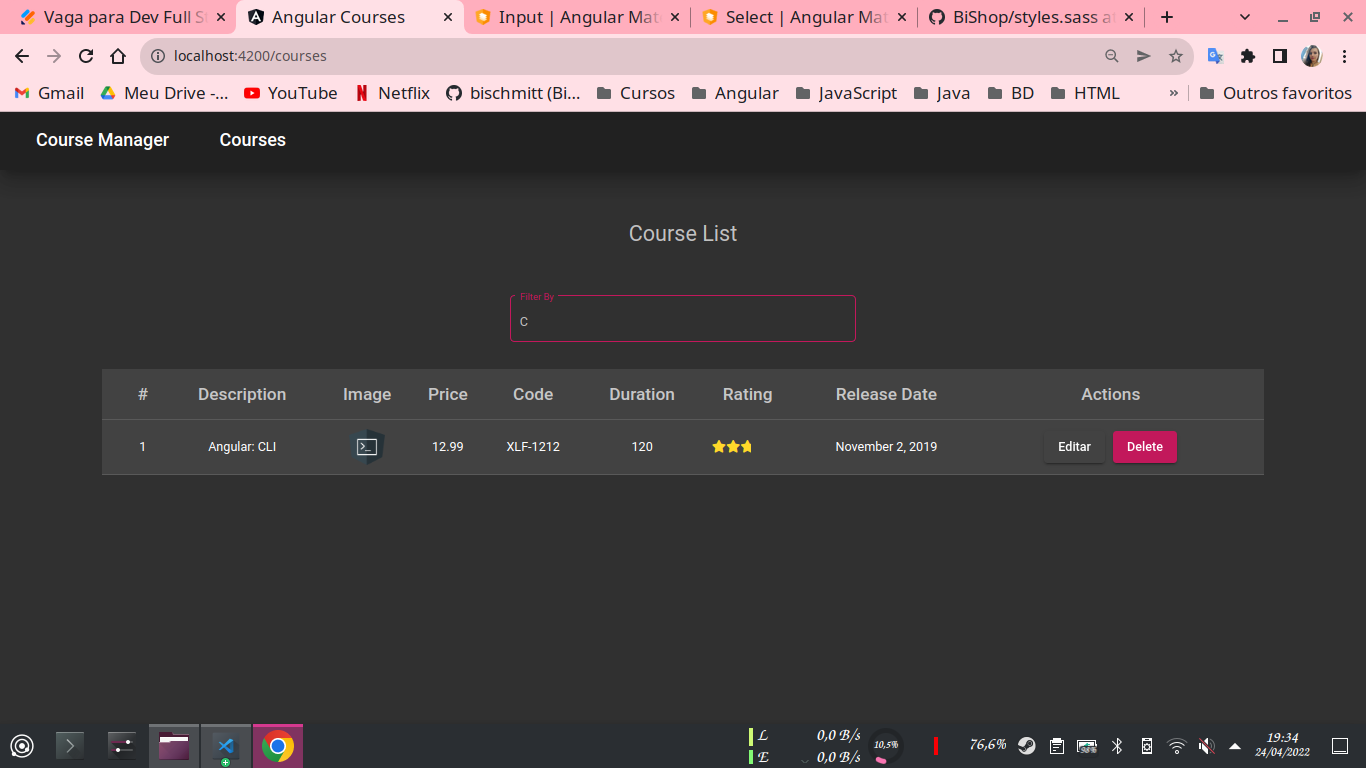 Vaga para Dev Full S
Angular Courses
Input | Angular Mat
Select | Angular Mat
BiShop/styles.sass a
localhost:4200/courses
Gmail
Meu Drive -...
YouTube
Netflix
bischmitt (Bi...
Cursos
Angular
JavaScript
Java
BD
HTML
»
Outros favoritos
Course Manager
Courses
Course List
Filter By
C
# Description Image Price Code Duration Rating Release Date Actions
1 Angular: CLI 12.99 XLF-1212 120 November 2, 2019 Editar Delete
L 0,0 B/s
E 0,0 B/s
10,5%
76,6%
19:34
24/04/2022